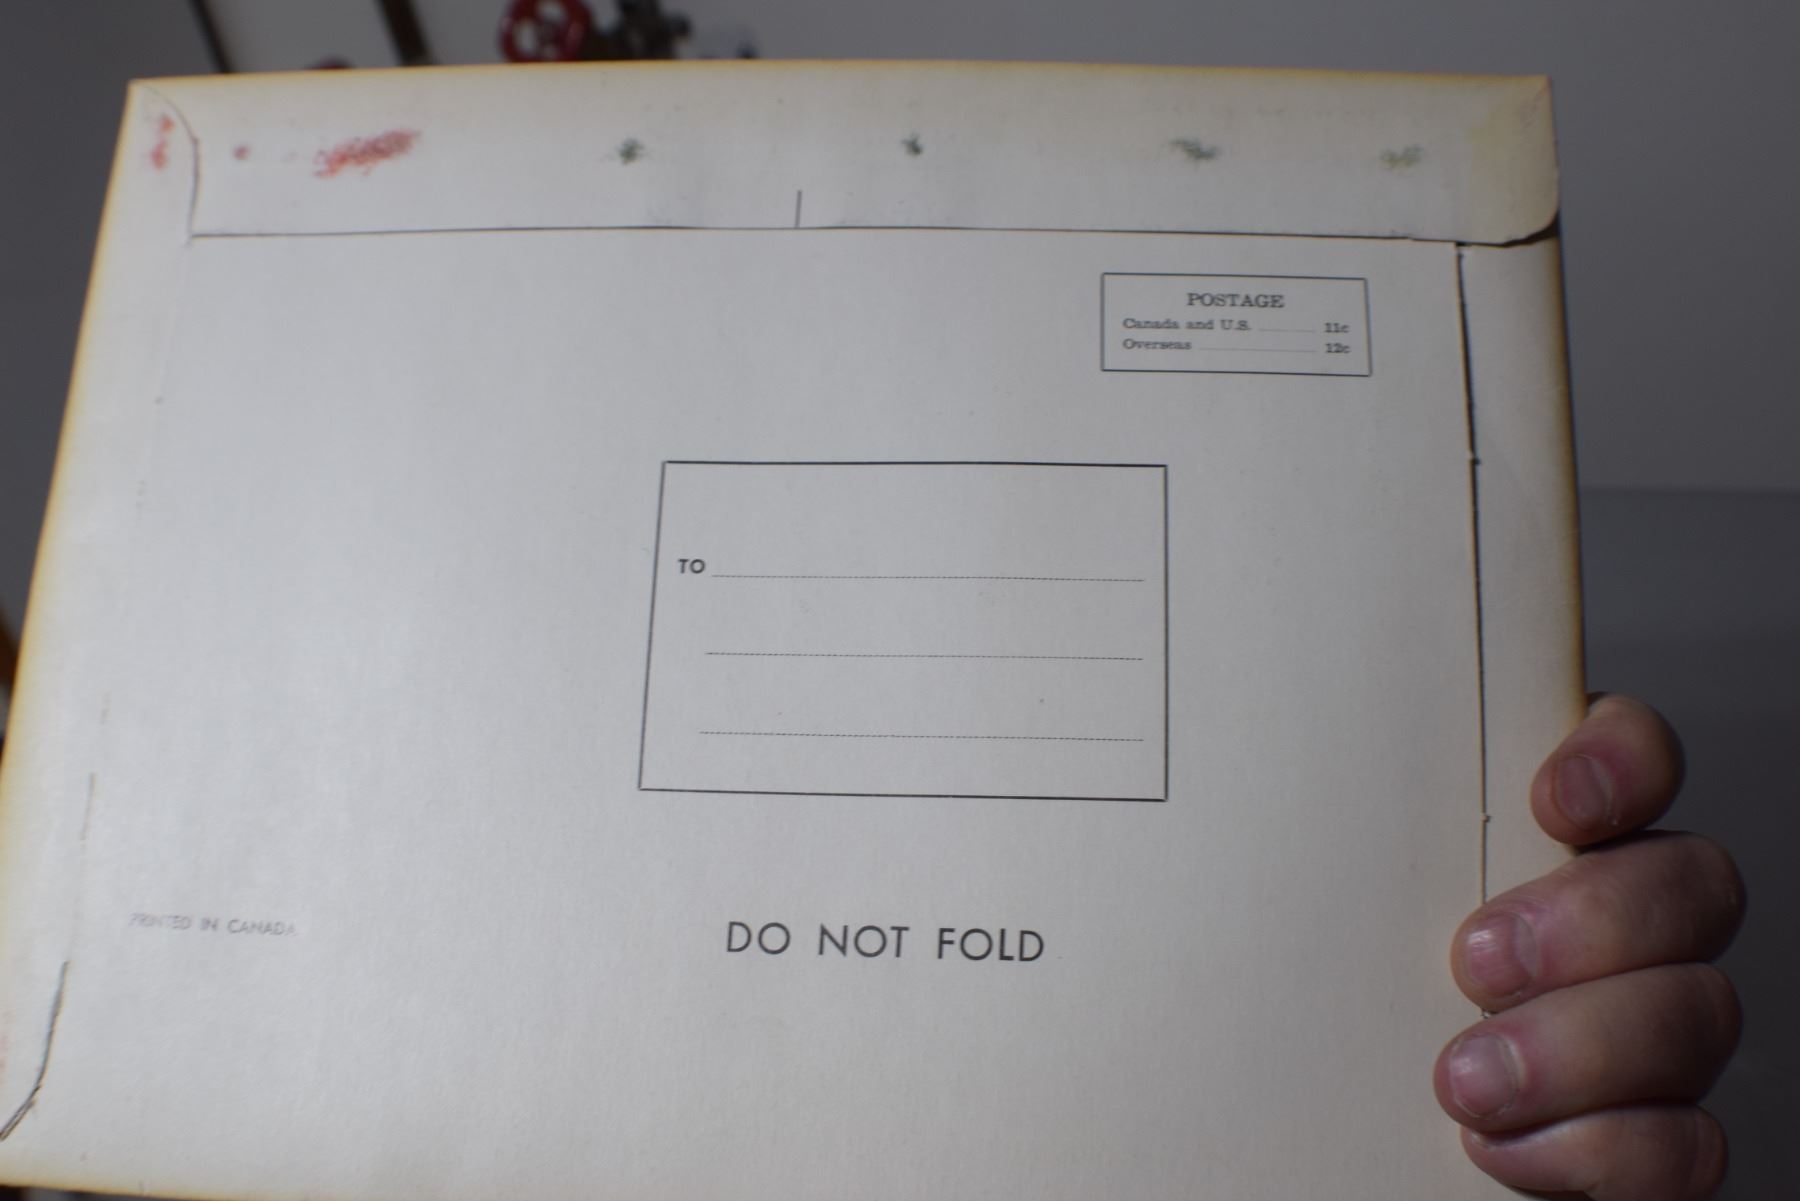 POSTAGE
Canada and U.S. 11c
Overseas 12c
TO
PRINTED IN CANADA
DO NOT FOLD